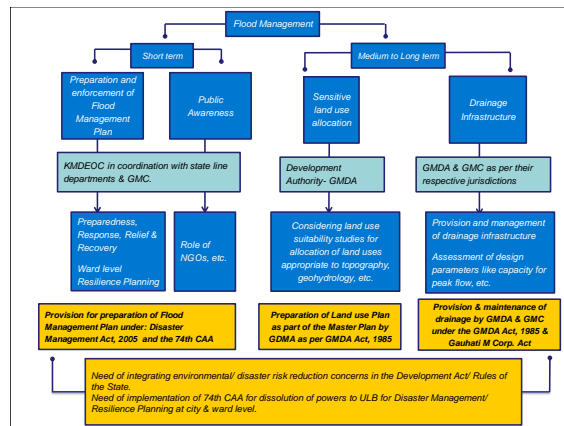 Flood Management
Short term
Medium to Long term
Preparation and
enforcement of
Flood
Management
Plan
Public
Awareness
Sensitive
land use
allocation
Drainage
Infrastructure
KMDEOC in coordination with state line
departments & GMC.
Development
Authority- GMDA
GMDA & GMC as per their
respective jurisdictions
Preparedness,
Response, Relief &
Recovery
Ward level
Resilience Planning
Role of
NGOs, etc.
Considering land use
suitability studies for
allocation of land uses
appropriate to topography,
geohydrology, etc.
Provision and management
of drainage infrastructure
Assessment of design
parameters like capacity for
peak flow, etc.
Provision for preparation of Flood
Management Plan under: Disaster
Management Act, 2005 and the 74th CAA
Preparation of Land use Plan
as part of the Master Plan by
GDMA as per GMDA Act, 1985
Provision & maintenance of
drainage by GMDA & GMC
under the GMDA Act, 1985 &
Gauhati M Corp. Act
Need of integrating environmental/ disaster risk reduction concerns in the Development Act/ Rules
of the State.
Need of implementation of 74th CAA for dissolution of powers to ULB for Disaster Management/
Resilience Planning at city & ward level.